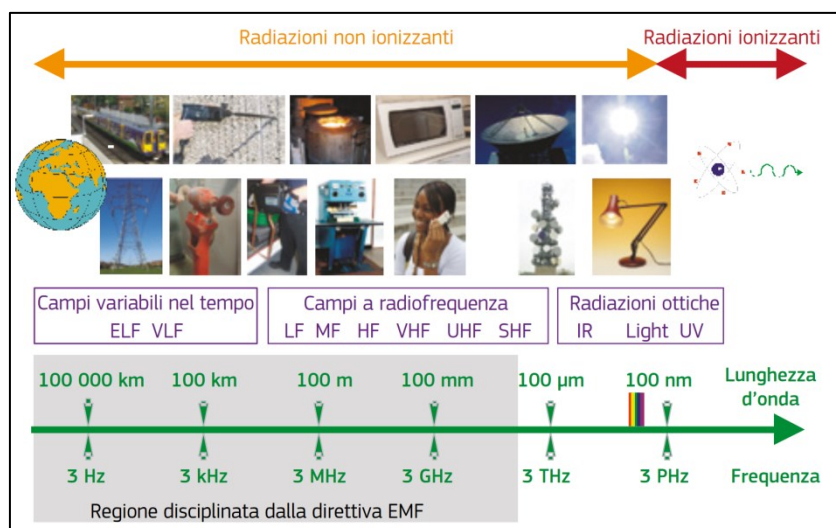 Radiazioni non ionizzanti
Radiazioni ionizzanti
Campi variabili nel tempo
ELF VLF
Campi a radiofrequenza
LF MF HF VHF UHF SHF
Radiazioni ottiche
IR Light UV
100 000 km 100 km 100 m 100 mm 100 µm 100 nm
Lunghezza
d'onda
3 Hz 3 kHz 3 MHz 3 GHz 3 THz 3 PHz Frequenza
Regione disciplinata dalla direttiva EMF